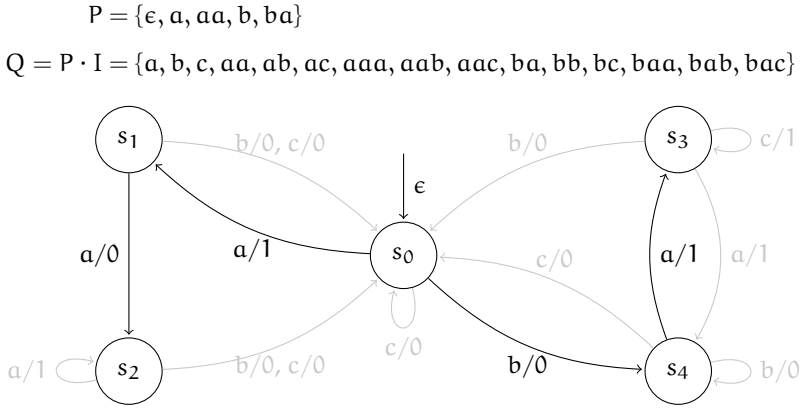 P = {ϵ, a, aa, b, ba}
Q = P · I = {a, b, c, aa, ab, ac, aaa, aab, aac, ba, bb, bc, baa, bab, bac}
s₁
b/0, c/0
b/0
s₃
c/1
ϵ
a/0
a/1
s₀
c/0
a/1
a/1
c/0
a/1
s₂
b/0, c/0
b/0
s₄
b/0